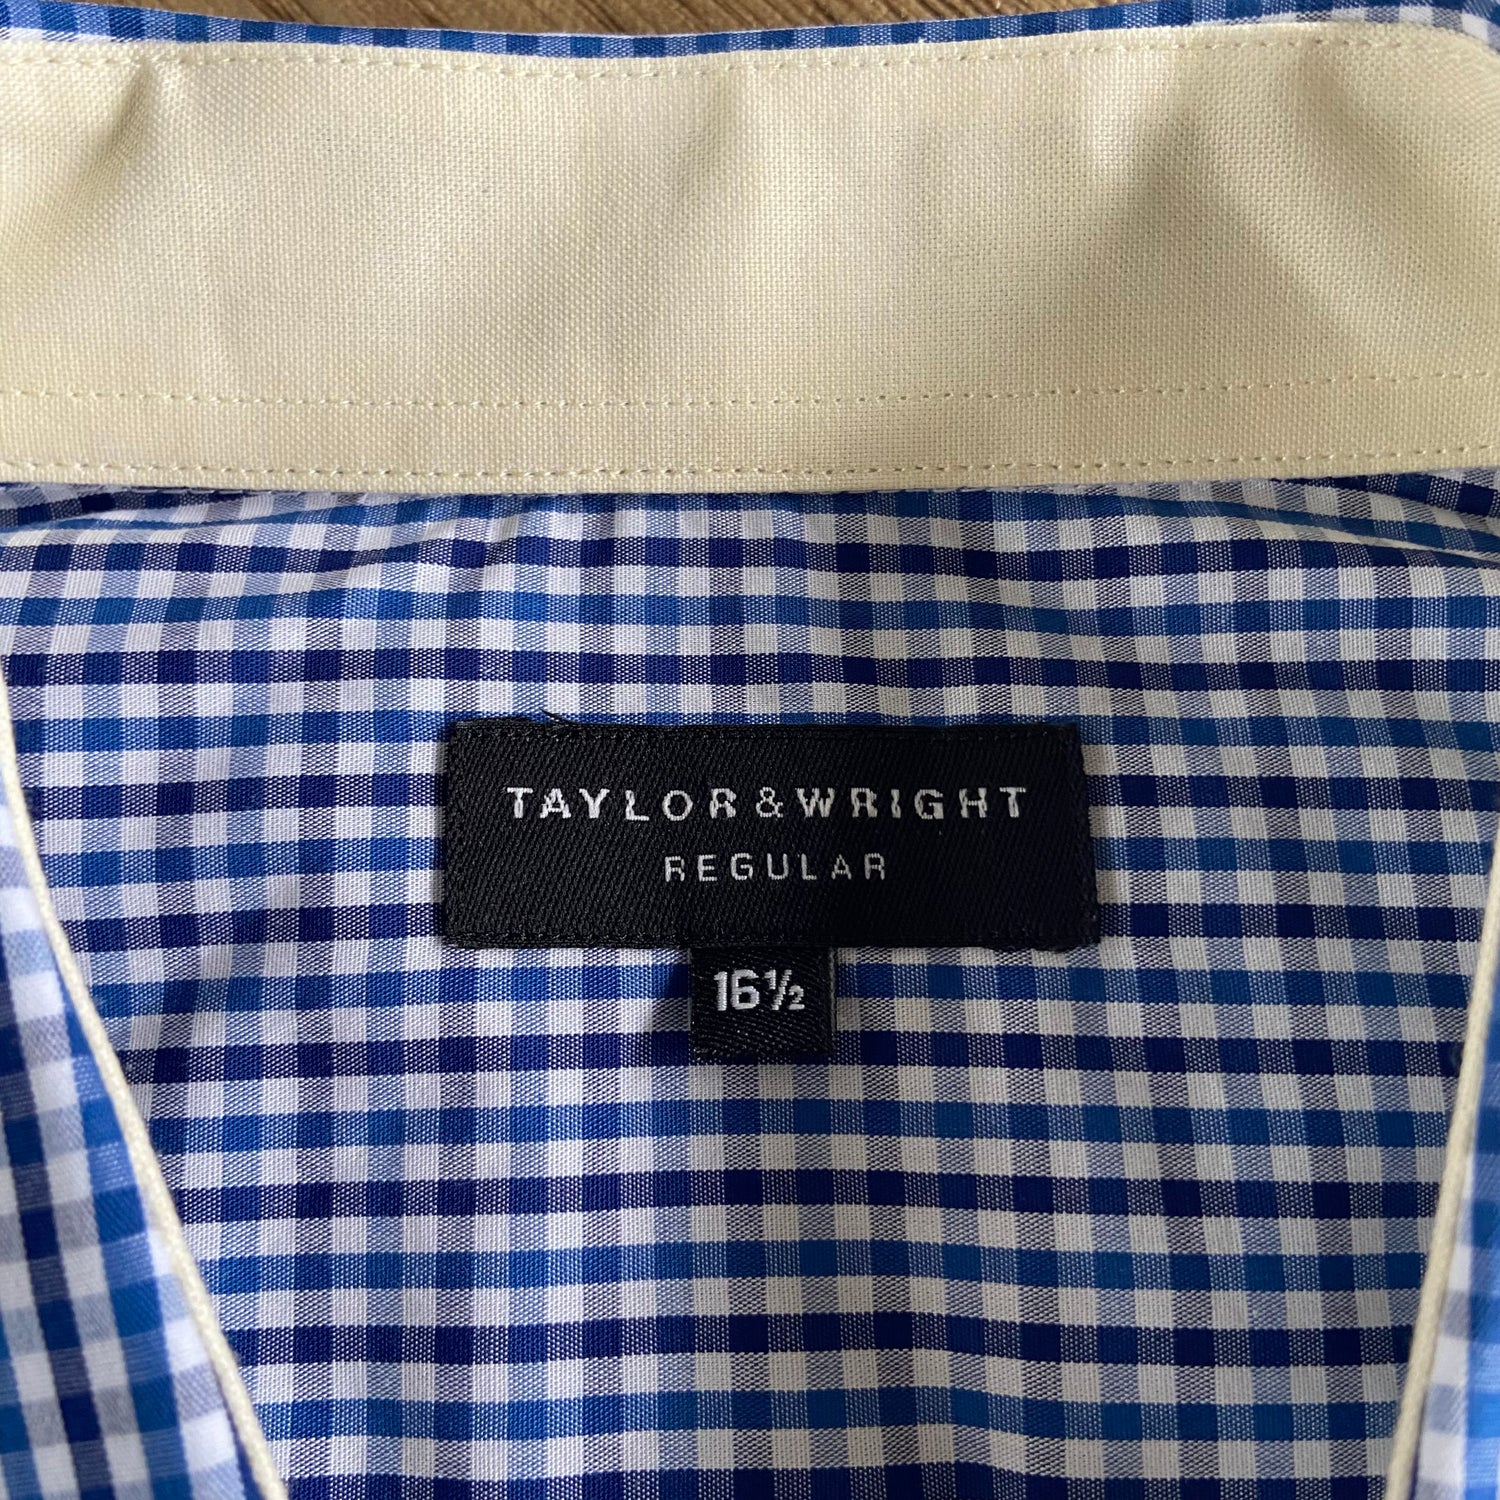 TAYLOR & WRIGHT
REGULAR
16½